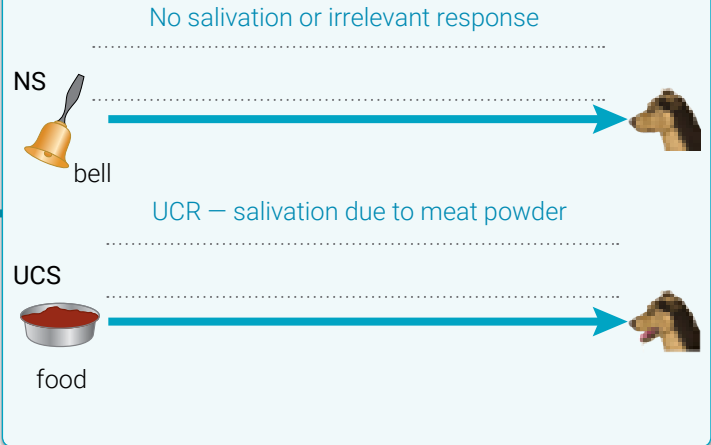 No salivation or irrelevant response
NS
bell
UCR — salivation due to meat powder
UCS
food